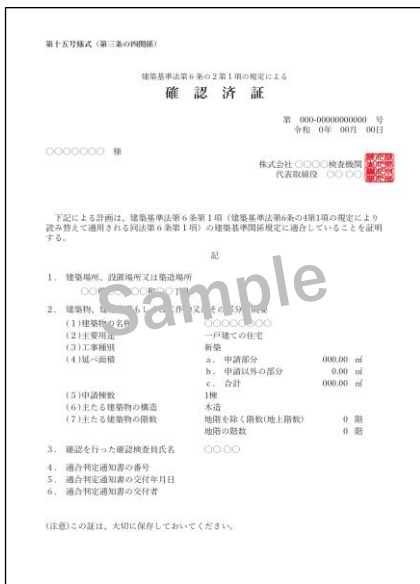 第十五号様式（第三条の四関係）
建築基準法第６条の２第１項の規定による
確認済証
第 000-00000000000 号
令和 0年 00月 00日
○○○○○○○ 様
株式会社 ○○○○検査機関
代表取締役 ○○ ○○
下記による計画は、建築基準法第６条第１項（建築基準法第6条の4第1項の規定により
読み替えて適用される同法第６条第１項）の建築基準関係規定に適合していることを証明
する。
記
1. 建築場所、設置場所又は築造場所
2. 建築物、
(1)建築物の名称 ○○○○○○○○
(2)主要用途 一戸建ての住宅
(3)工事種別 新築
(4)延べ面積 a. 申請部分 000.00 ㎡
b. 申請以外の部分 0.00 ㎡
c. 合計 000.00 ㎡
(5)申請棟数 1棟
(6)主たる建築物の構造 木造
(7)主たる建築物の階数 地階を除く階数(地上階数) 0 階
地階の階数 0 階
3. 確認を行った確認検査員氏名 ○○ ○○
4. 適合判定通知書の番号
5. 適合判定通知書の交付年月日
6. 適合判定通知書の交付者
(注意)この証は、大切に保存しておいてください。
Sample